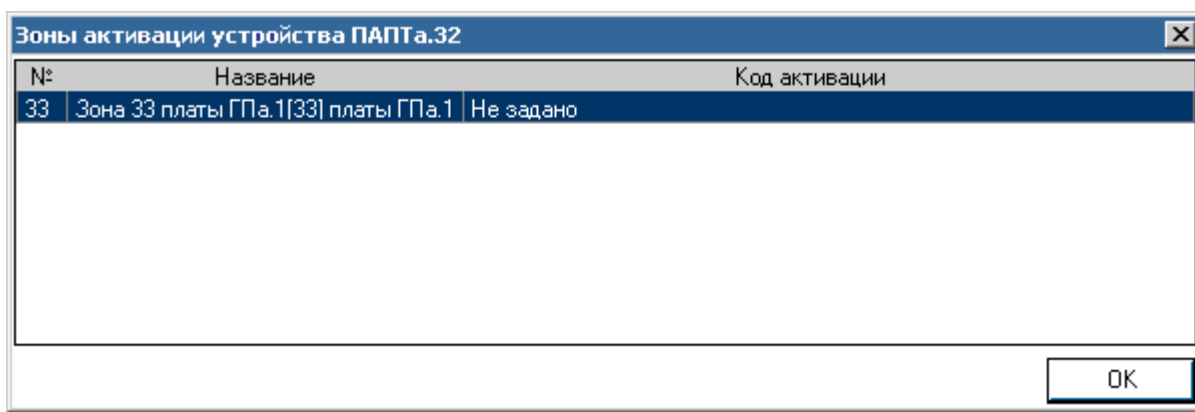 Зоны активации устройства ПАПТа.32
№ Название Код активации
33 Зона 33 платы ГПа.1[33] платы ГПа.1 Не задано
OK